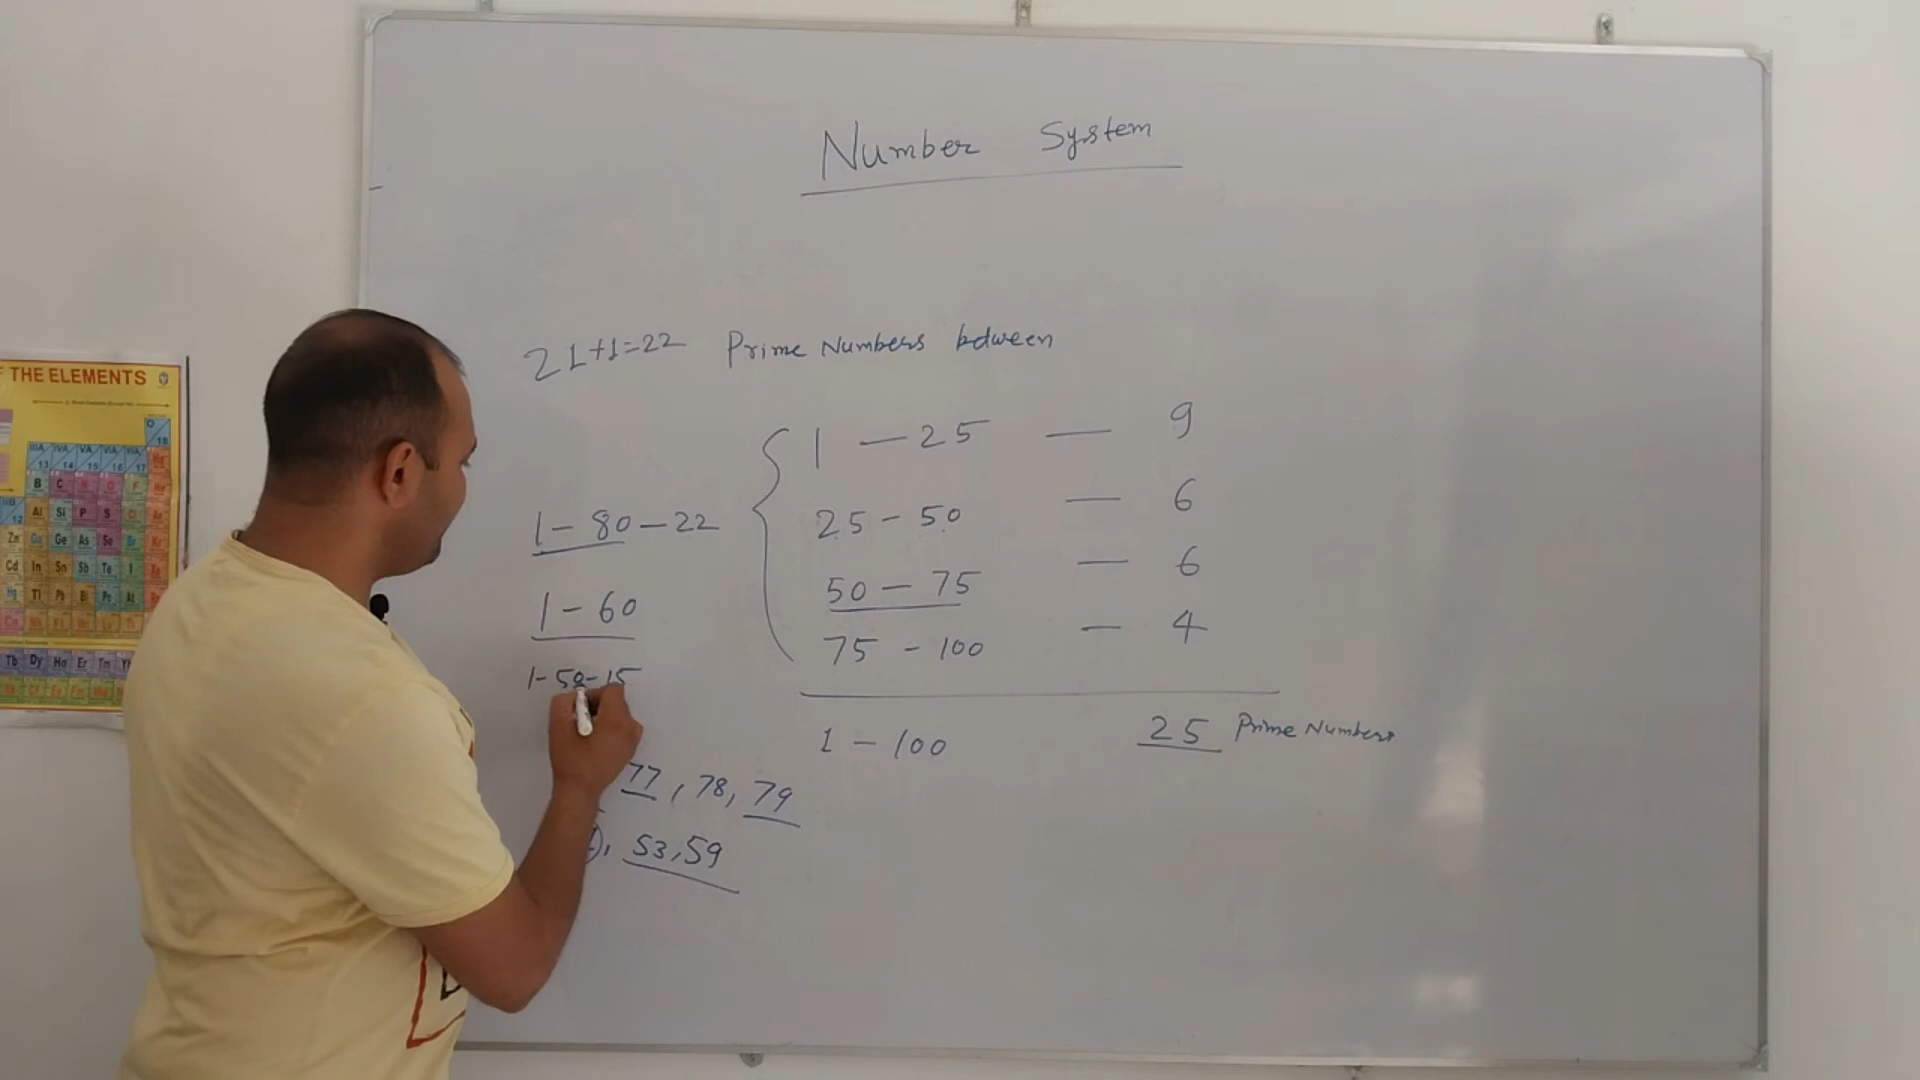 Number System
21+1=22 Prime Numbers between
1 — 25 — 9
25 - 50 — 6
1 - 80 - 22
50 - 75 — 6
1 - 60
75 - 100 — 4
1 - 50 - 15
1 - 100 25 Prime Numbers
77, 78, 79
53, 59
THE ELEMENTS